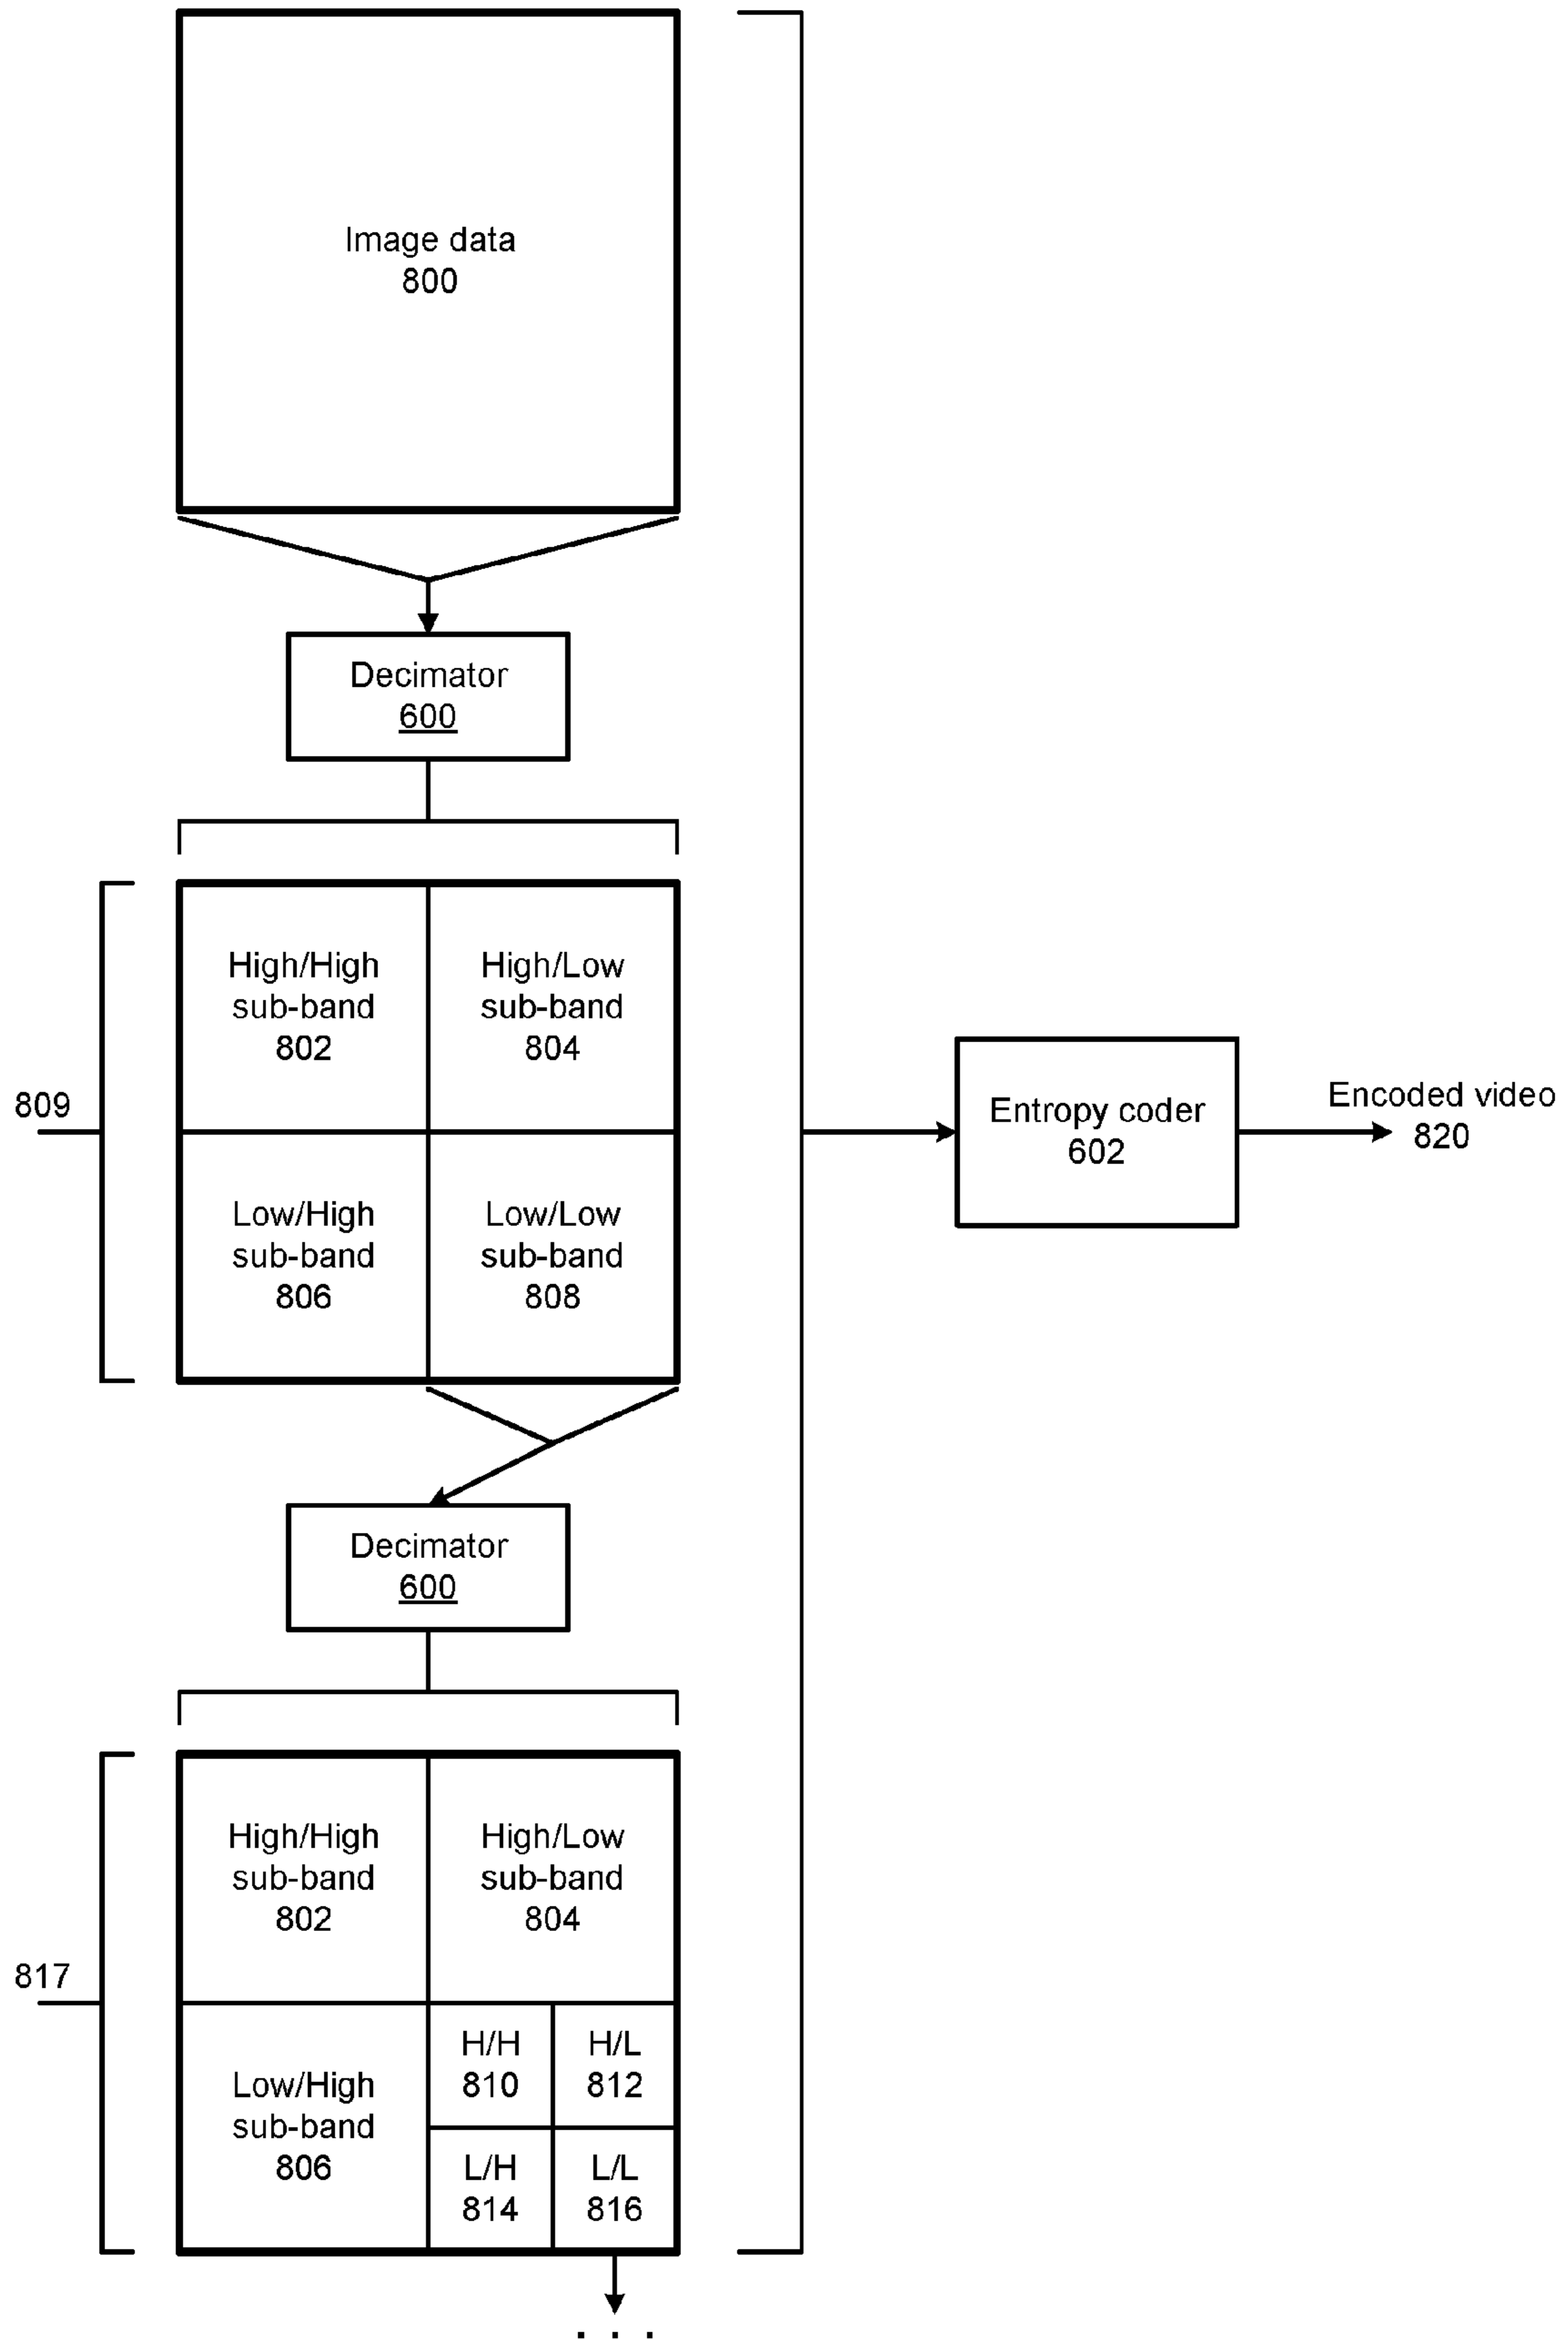 Image data
800
Decimator
600
High/High
sub-band
802
High/Low
sub-band
804
809
Low/High
sub-band
806
Low/Low
sub-band
808
Entropy coder
602
Encoded video
820
Decimator
600
High/High
sub-band
802
High/Low
sub-band
804
817
Low/High
sub-band
806
H/H
810
H/L
812
L/H
814
L/L
816
. . .